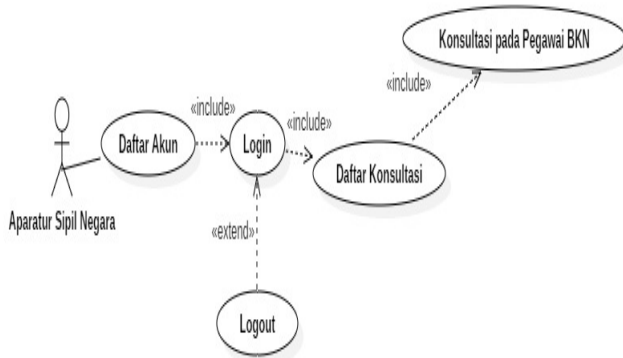 Konsultasi pada Pegawai BKN
«include»
«include»
«include»
Daftar Akun
Login
Daftar Konsultasi
Aparatur Sipil Negara
«extend»
Logout